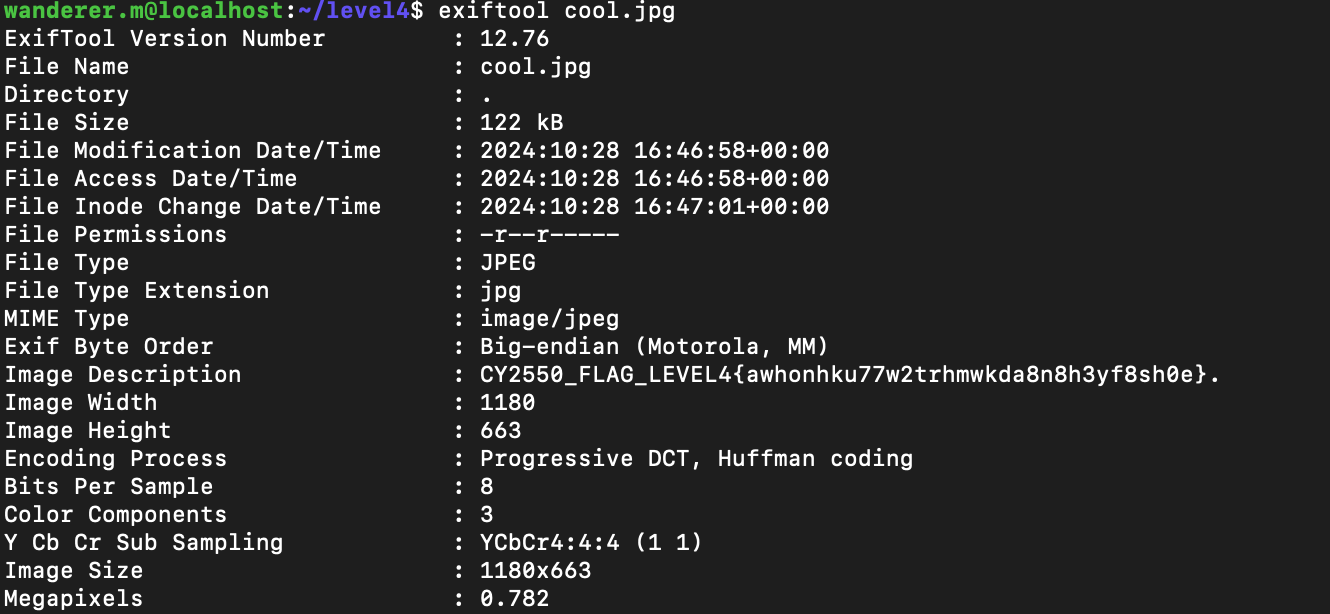 wanderer.m@localhost:~/level4$ exiftool cool.jpg
ExifTool Version Number         : 12.76
File Name                       : cool.jpg
Directory                       : .
File Size                       : 122 kB
File Modification Date/Time     : 2024:10:28 16:46:58+00:00
File Access Date/Time           : 2024:10:28 16:46:58+00:00
File Inode Change Date/Time     : 2024:10:28 16:47:01+00:00
File Permissions                : -r--r-----
File Type                       : JPEG
File Type Extension             : jpg
MIME Type                       : image/jpeg
Exif Byte Order                 : Big-endian (Motorola, MM)
Image Description               : CY2550_FLAG_LEVEL4{awhonhku77w2trhmwkda8n8h3yf8sh0e}.
Image Width                     : 1180
Image Height                    : 663
Encoding Process                : Progressive DCT, Huffman coding
Bits Per Sample                 : 8
Color Components                : 3
Y Cb Cr Sub Sampling            : YCbCr4:4:4 (1 1)
Image Size                      : 1180x663
Megapixels                      : 0.782